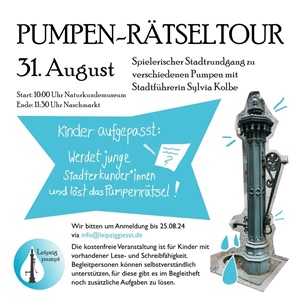 PUMPEN-RÄTSELTOUR
31. August
Start: 10:00 Uhr Naturkundemuseum
Ende: 11:30 Uhr Naschmarkt
Spielerischer Stadtrundgang zu
verschiedenen Pumpen mit
Stadtführerin Sylvia Kolbe
Kinder aufgepasst:
Werdet junge
Stadterkunder*innen
und löst das Pumpenrätsel!
?
Wir bitten um Anmeldung bis 25.08.24
via info@leipziggiesst.de
Die kostenfreie Veranstaltung ist für Kinder mit
vorhandener Lese- und Schreibfähigkeit.
Begleitpersonen können selbstverständlich
unterstützen, für diese gibt es im Begleitheft
noch zusätzliche Aufgaben zu lösen.
Leipzig
pumpt